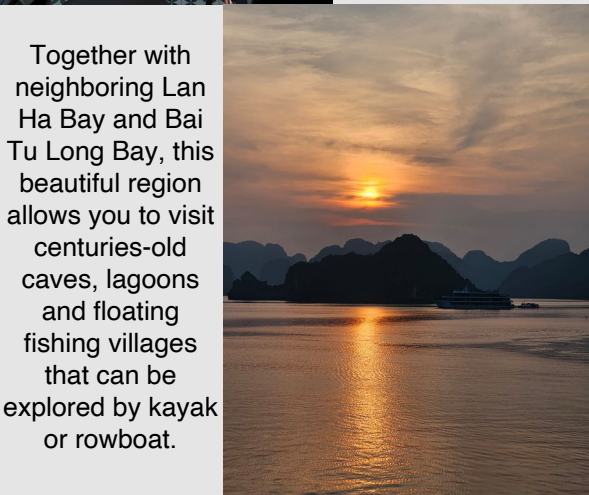 Together with
neighboring Lan
Ha Bay and Bai
Tu Long Bay, this
beautiful region
allows you to visit
centuries-old
caves, lagoons
and floating
fishing villages
that can be
explored by kayak
or rowboat.